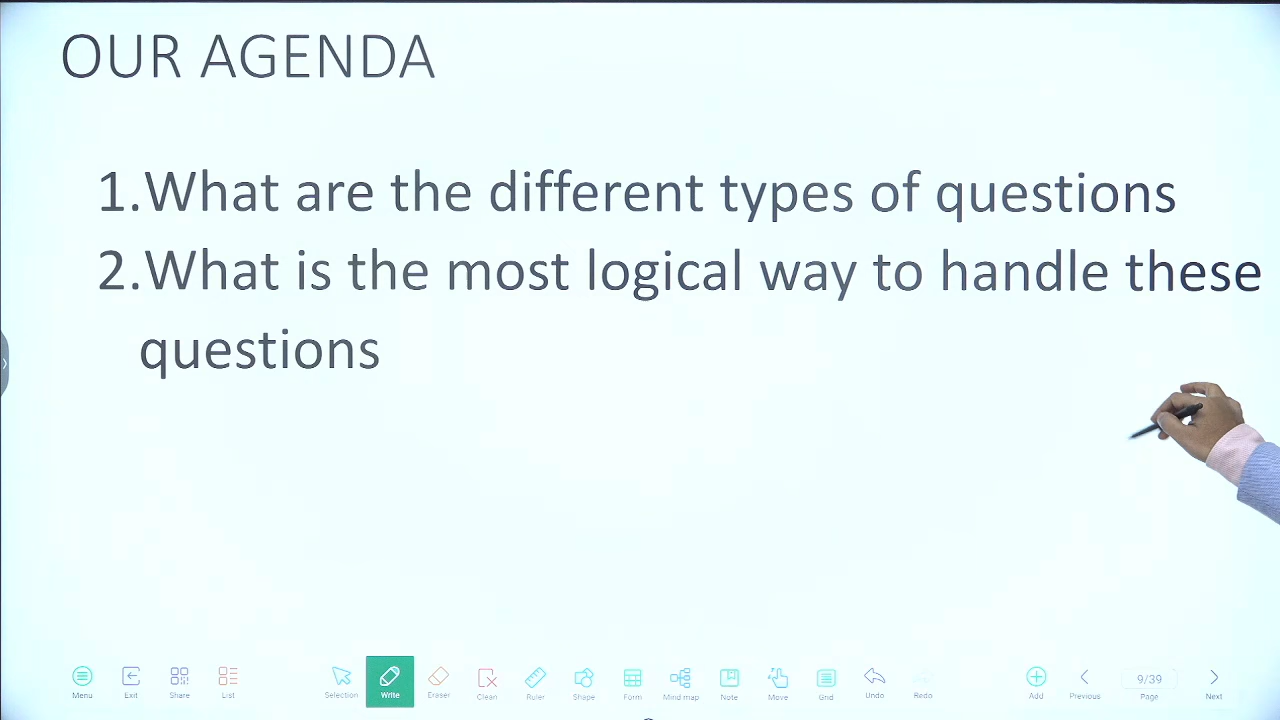 OUR AGENDA
1.What are the different types of questions
2.What is the most logical way to handle these
questions
Menu
Exit
Share
List
Selection
Write
Eraser
Clean
Ruler
Shape
Form
Mind map
Note
Move
Grid
Undo
Redo
Add
Previous
9/39
Page
Next